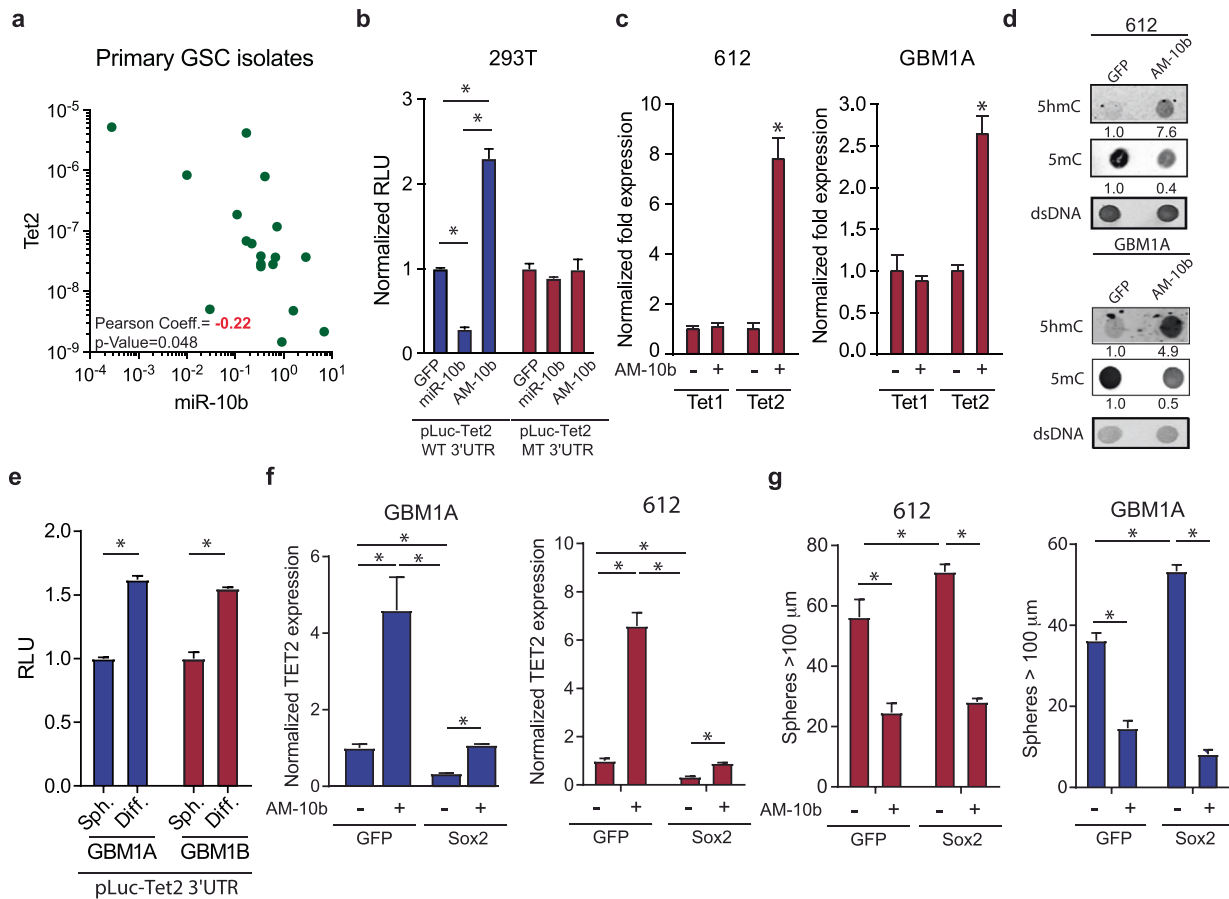 a
Primary GSC isolates
Tet2
10-5
10-6
10-7
10-8
10-9
Pearson Coeff.= -0.22
p-Value=0.048
10-4 10-3 10-2 10-1 100 101
miR-10b
b
293T
Normalized RLU
3
2
1
0
* * * 
GFP miR-10b AM-10b GFP miR-10b AM-10b
pLuc-Tet2 WT 3'UTR
pLuc-Tet2 MT 3'UTR
c
612
Normalized fold expression
10
8
6
4
2
0
*
AM-10b - + - +
Tet1 Tet2
GBM1A
Normalized fold expression
3.0
2.5
2.0
1.5
1.0
0.5
0.0
*
- + - +
Tet1 Tet2
d
612
GFP AM-10b
5hmC
1.0 7.6
5mC
1.0 0.4
dsDNA
GBM1A
GFP AM-10b
5hmC
1.0 4.9
5mC
1.0 0.5
dsDNA
e
RLU
2.0
1.5
1.0
0.5
0.0
* *
Sph. Diff. Sph. Diff.
GBM1A GBM1B
pLuc-Tet2 3'UTR
f
GBM1A
Normalized TET2 expression
6
4
2
0
*
* *
*
AM-10b - + - +
GFP Sox2
612
Normalized TET2 expression
10
8
6
4
2
0
*
* *
*
- + - +
GFP Sox2
g
612
Spheres >100 µm
80
60
40
20
0
* *
*
AM-10b - + - +
GFP Sox2
GBM1A
Spheres > 100 µm
60
40
20
0
* *
*
- + - +
GFP Sox2